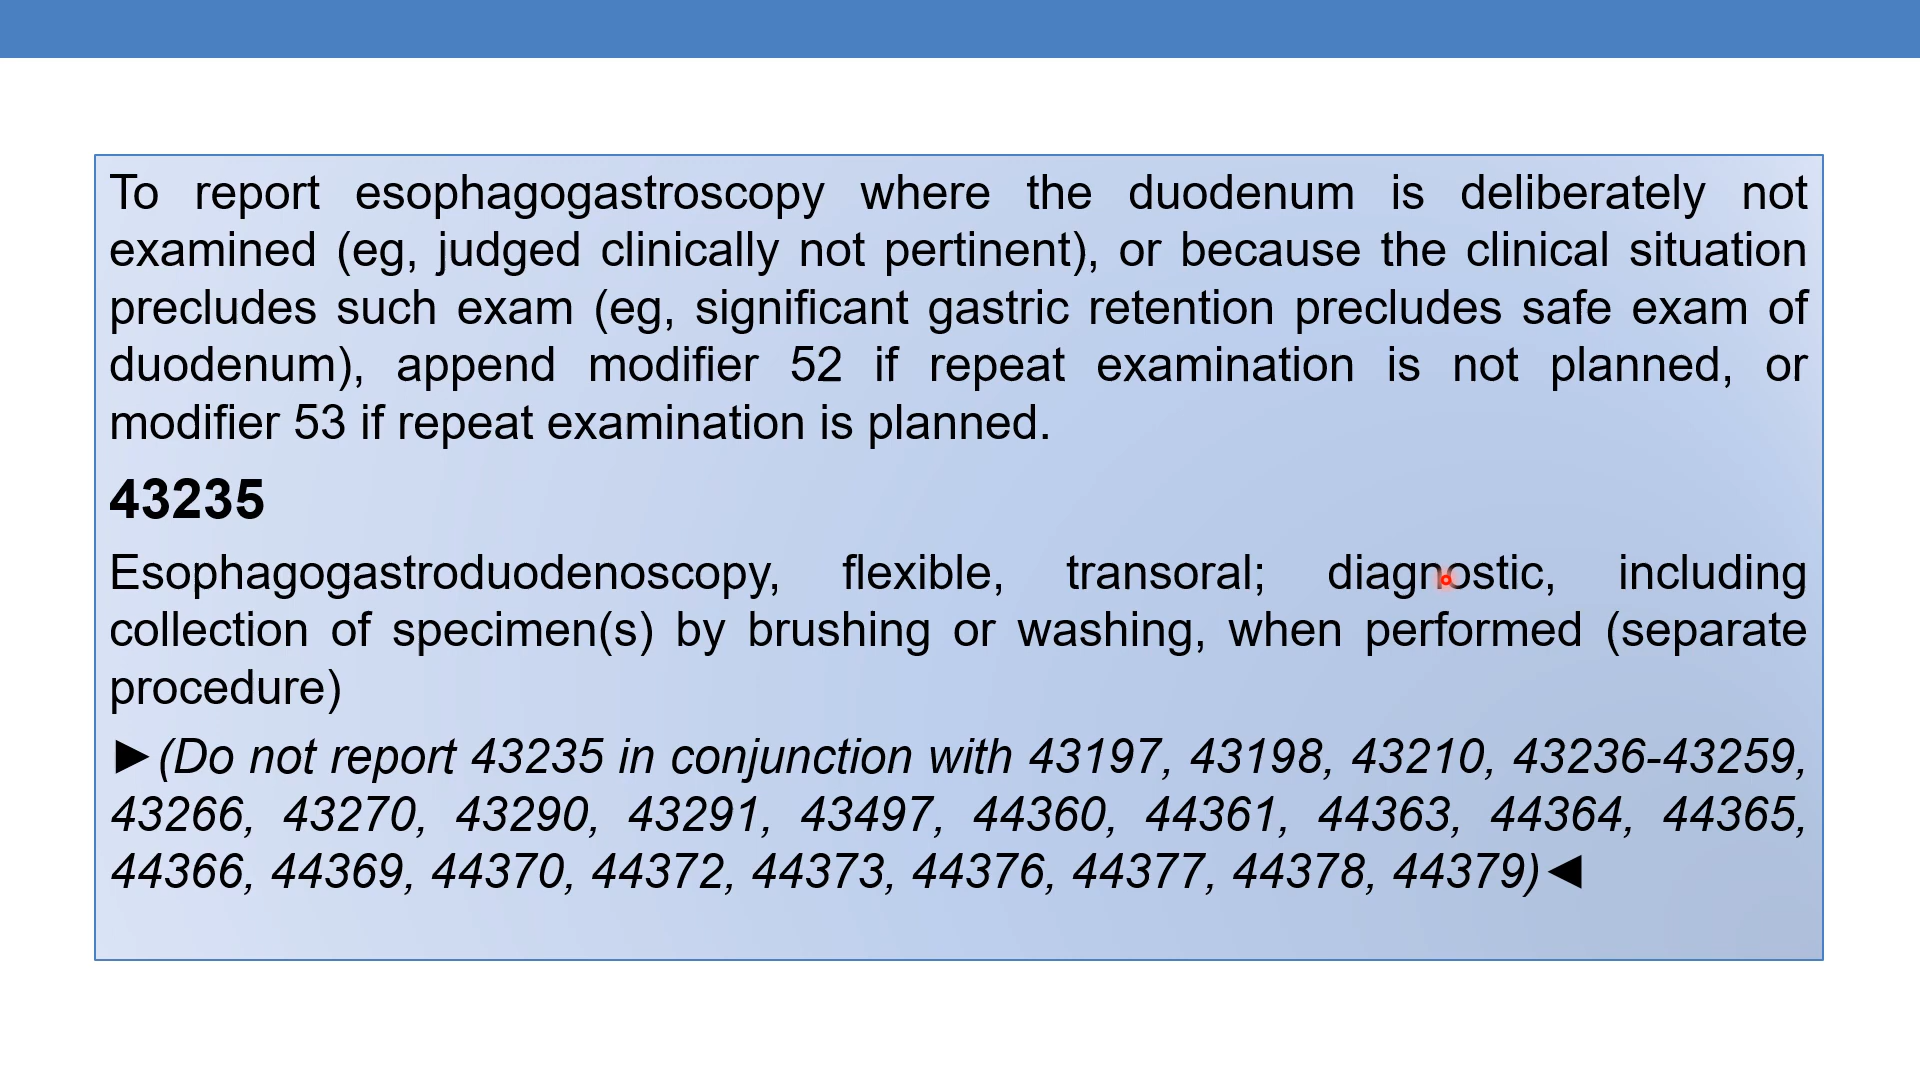 To report esophagogastroscopy where the duodenum is deliberately not
examined (eg, judged clinically not pertinent), or because the clinical situation
precludes such exam (eg, significant gastric retention precludes safe exam of
duodenum), append modifier 52 if repeat examination is not planned, or
modifier 53 if repeat examination is planned.
43235
Esophagogastroduodenoscopy, flexible, transoral; diagnostic, including
collection of specimen(s) by brushing or washing, when performed (separate
procedure)
►(Do not report 43235 in conjunction with 43197, 43198, 43210, 43236-43259,
43266, 43270, 43290, 43291, 43497, 44360, 44361, 44363, 44364, 44365,
44366, 44369, 44370, 44372, 44373, 44376, 44377, 44378, 44379)◄